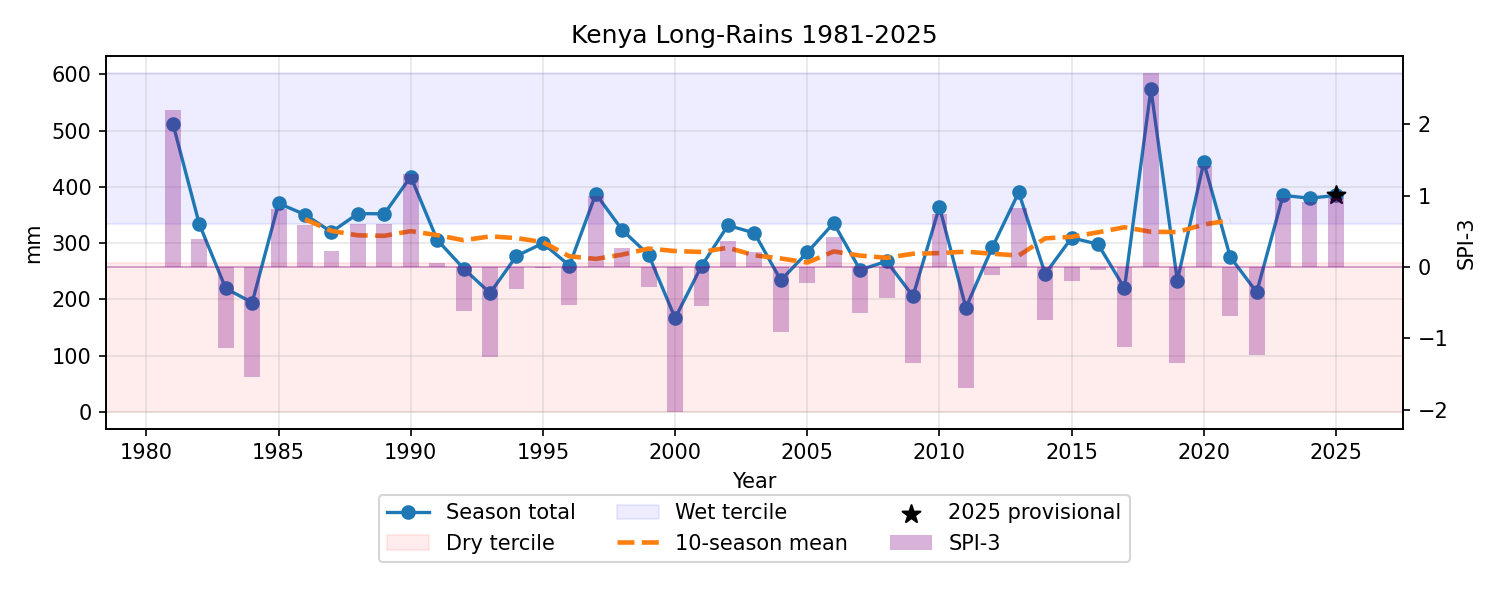 Kenya Long-Rains 1981-2025
mm
600
500
400
300
200
100
0
2
1
0
−1
−2
SPI-3
1980 1985 1990 1995 2000 2005 2010 2015 2020 2025
Year
Season total Wet tercile 2025 provisional
Dry tercile 10-season mean SPI-3